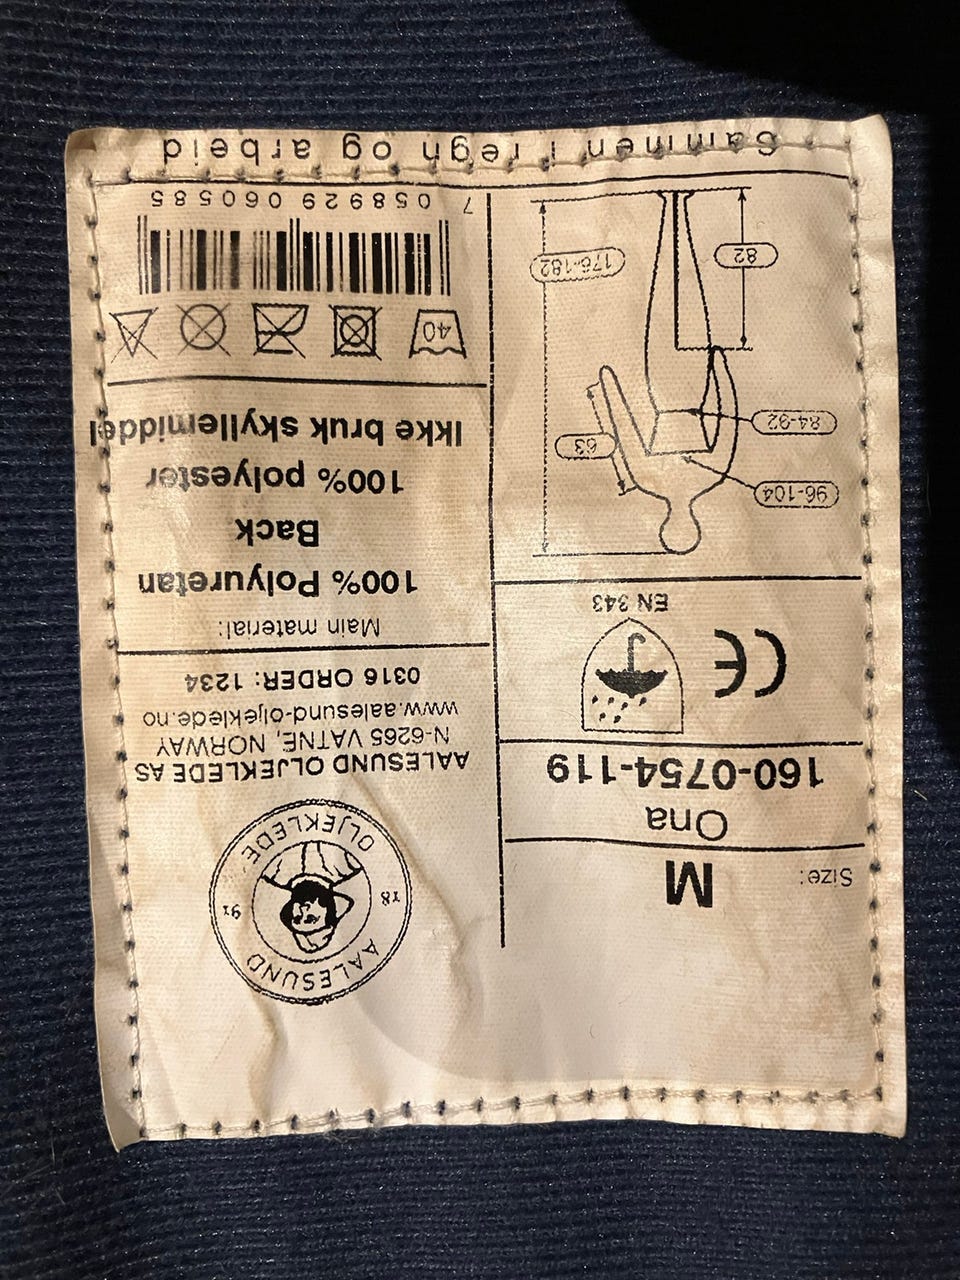 AALESUND
18 91
OLJEKLEDE
AALESUND OLJEKLEDE AS
N-6265 VATNE, NORWAY
www.aalesund-oljeklede.no
0316 ORDER: 1234
Main material:
100% Polyuretan
Back
100% polyester
Ikke bruk skyllemiddel
40
7 058929 060585
Size: M
Ona
160-0754-119
CE
EN 343
96-104
63
84-92
82
176-182
Sammen i regn og arbeid